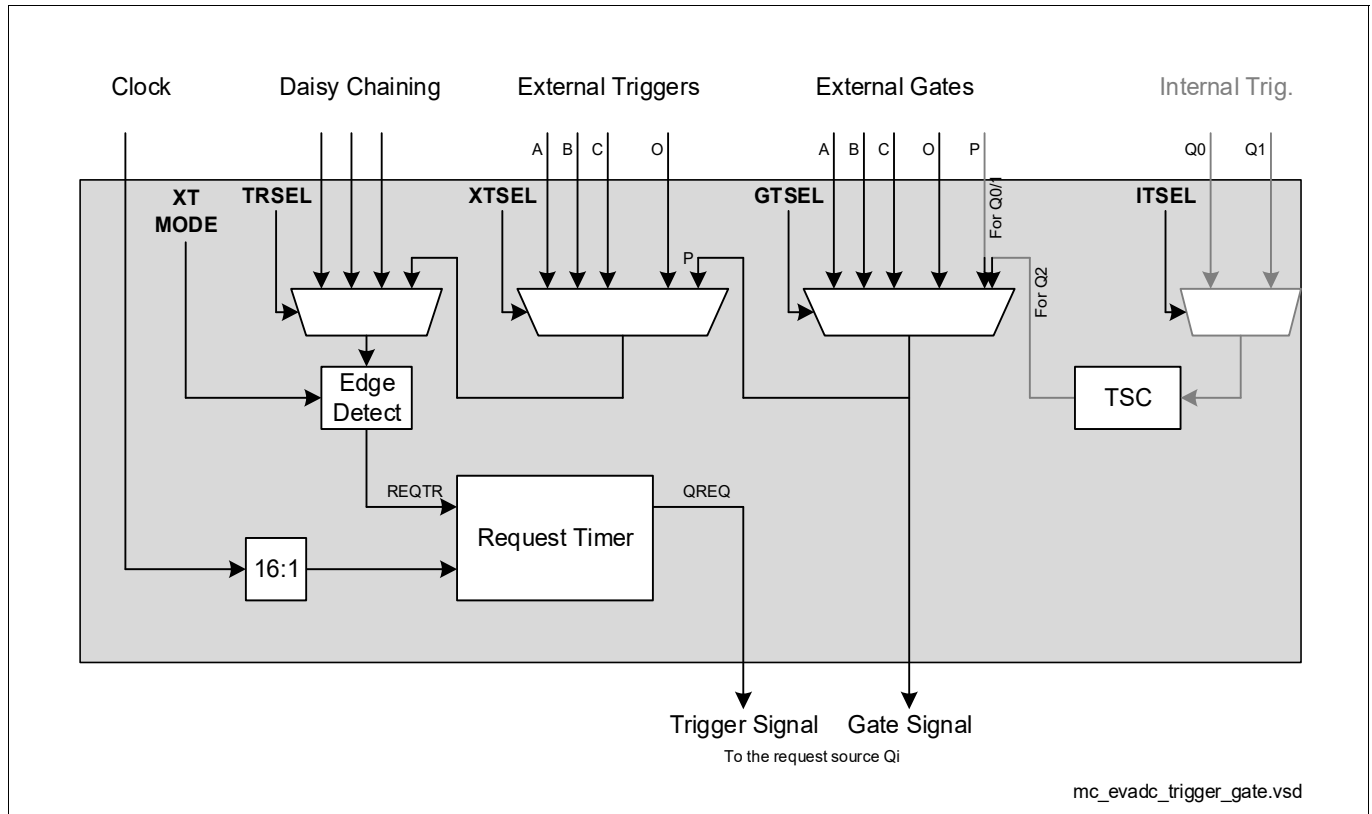 Clock Daisy Chaining External Triggers External Gates Internal Trig.
A B C O A B C O P Q0 Q1
XT MODE
TRSEL XTSEL GTSEL ITSEL
For Q0/1
P
For Q2
Edge
Detect
TSC
REQTR QREQ
Request Timer
16:1
Trigger Signal Gate Signal
To the request source Qi
mc_evadc_trigger_gate.vsd